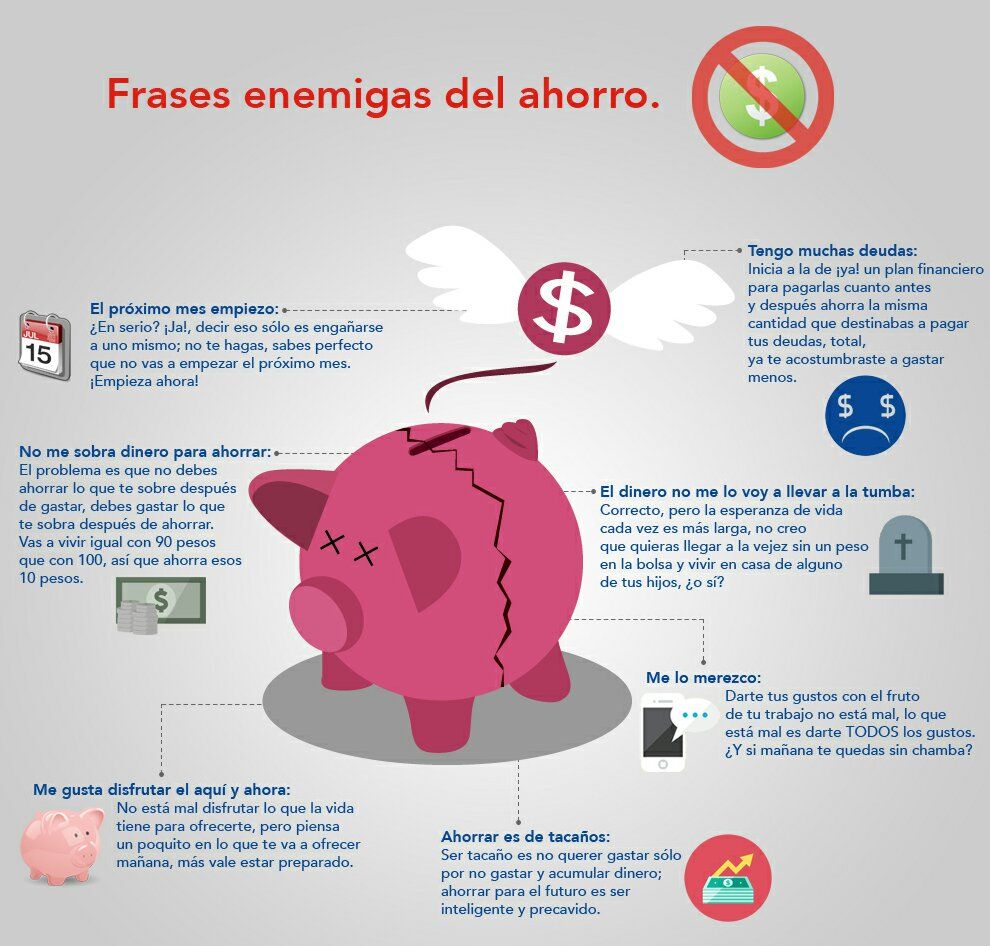 Frases enemigas del ahorro.
$
$
Tengo muchas deudas:
Inicia a la de ¡ya! un plan financiero
para pagarlas cuanto antes
y después ahorra la misma
cantidad que destinabas a pagar
tus deudas, total,
ya te acostumbraste a gastar
menos.
$ $
El próximo mes empiezo:
¿En serio? ¡Ja!, decir eso sólo es engañarse
a uno mismo; no te hagas, sabes perfecto
que no vas a empezar el próximo mes.
¡Empieza ahora!
JUL
15
No me sobra dinero para ahorrar:
El problema es que no debes
ahorrar lo que te sobre después
de gastar, debes gastar lo que
te sobra después de ahorrar.
Vas a vivir igual con 90 pesos
que con 100, así que ahorra esos
10 pesos.
$
El dinero no me lo voy a llevar a la tumba:
Correcto, pero la esperanza de vida
cada vez es más larga, no creo
que quieras llegar a la vejez sin un peso
en la bolsa y vivir en casa de alguno
de tus hijos, ¿o sí?
Me lo merezco:
Darte tus gustos con el fruto
de tu trabajo no está mal, lo que
está mal es darte TODOS los gustos.
¿Y si mañana te quedas sin chamba?
Me gusta disfrutar el aquí y ahora:
No está mal disfrutar lo que la vida
tiene para ofrecerte, pero piensa
un poquito en lo que te va a ofrecer
mañana, más vale estar preparado.
Ahorrar es de tacaños:
Ser tacaño es no querer gastar sólo
por no gastar y acumular dinero;
ahorrar para el futuro es ser
inteligente y precavido.
$